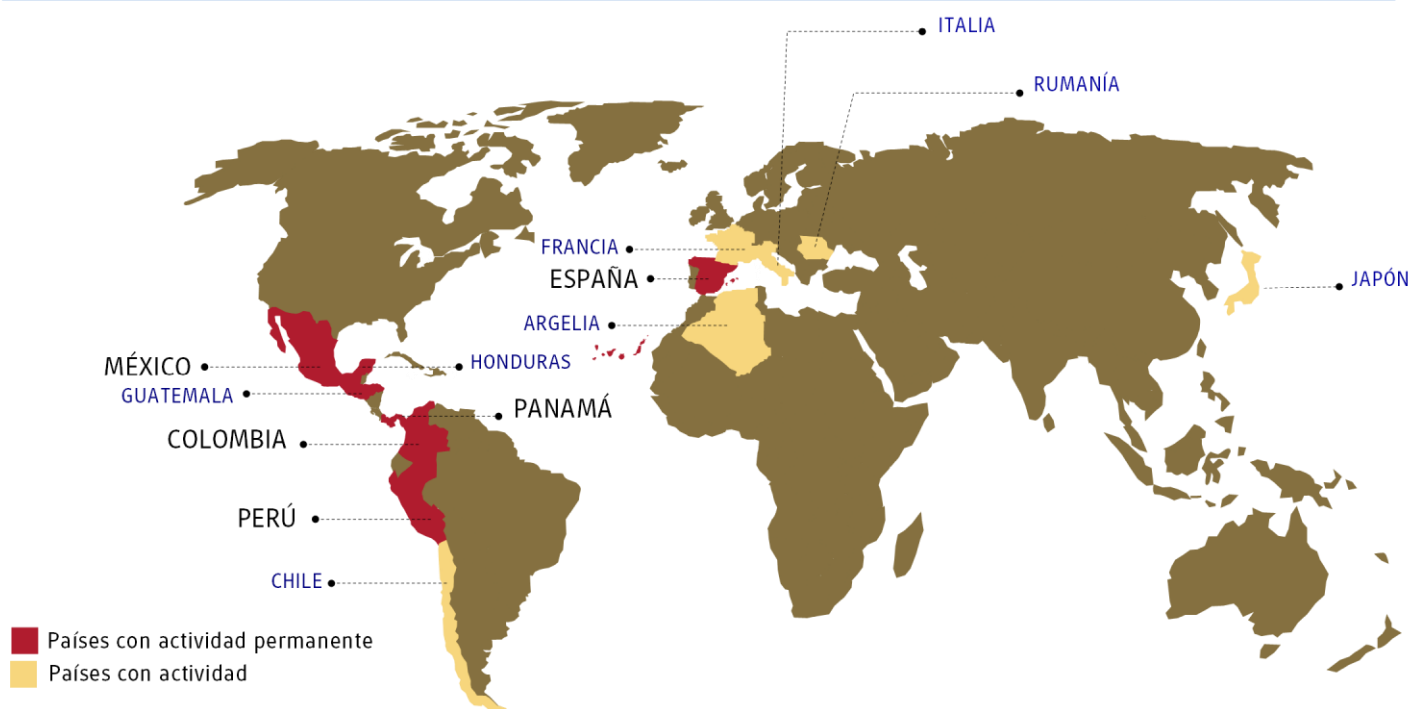 ITALIA
RUMANÍA
FRANCIA
ESPAÑA
JAPÓN
ARGELIA
MÉXICO
HONDURAS
GUATEMALA
PANAMÁ
COLOMBIA
PERÚ
CHILE
Países con actividad permanente
Países con actividad